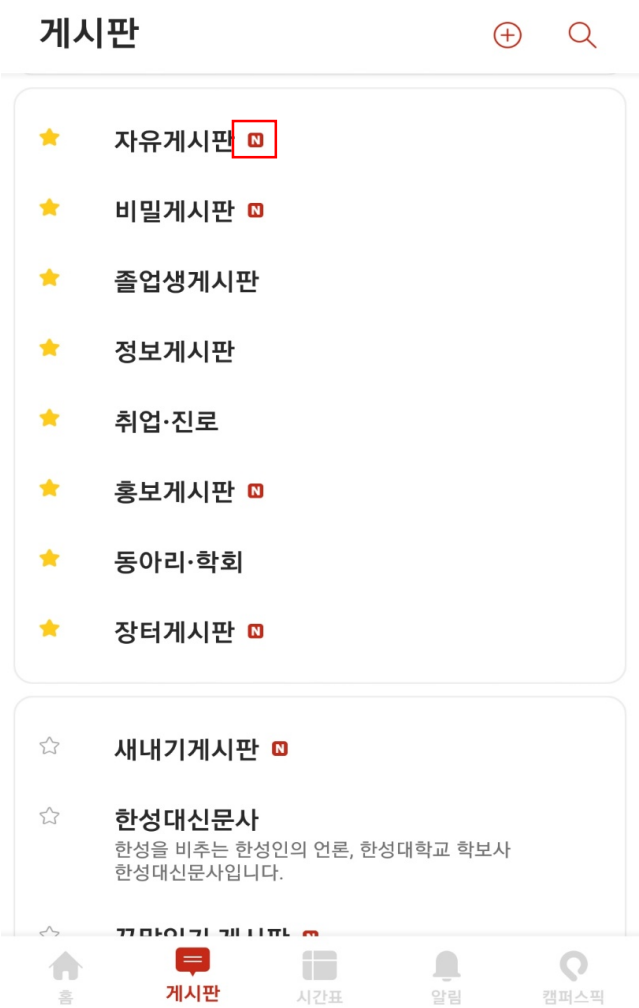 게시판
자유게시판 N
비밀게시판 N
졸업생게시판
정보게시판
취업·진로
홍보게시판 N
동아리·학회
장터게시판 N
새내기게시판 N
한성대신문사
한성을 비추는 한성인의 언론, 한성대학교 학보사
한성대신문사입니다.
홈 게시판 시간표 알림 캠퍼스픽